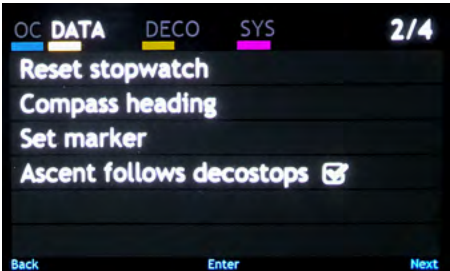 OC DATA DECO SYS 2/4
Reset stopwatch
Compass heading
Set marker
Ascent follows decostops
Back Enter Next